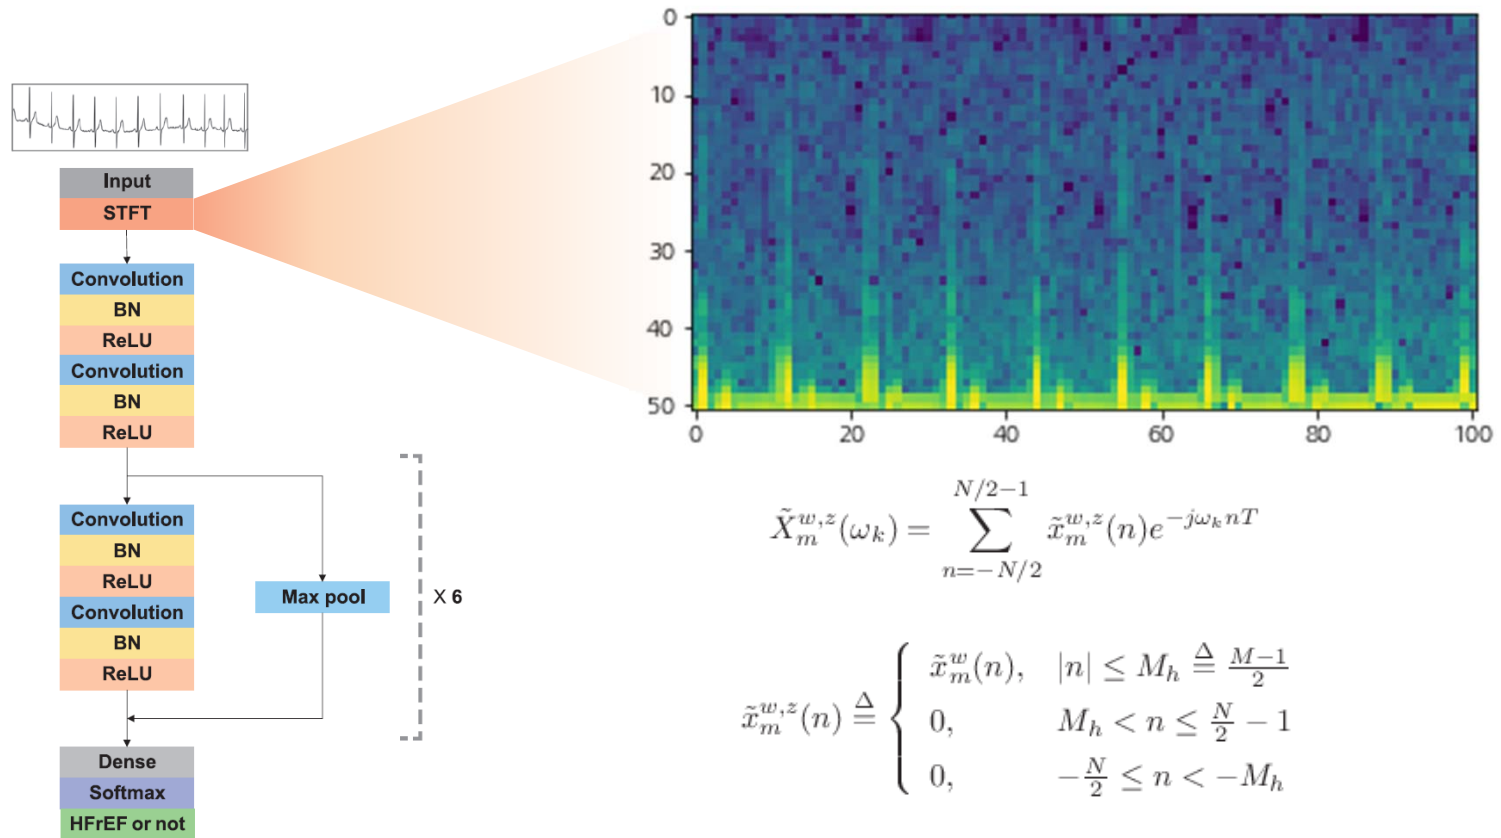 Input
STFT
Convolution
BN
ReLU
Convolution
BN
ReLU
Convolution
BN
ReLU
Convolution
BN
ReLU
Max pool
X 6
Dense
Softmax
HFrEF or not
0
10
20
30
40
50
0 20 40 60 80 100
$\tilde{X}_m^{w,z}(\omega_k) = \sum_{n=-N/2}^{N/2-1} \tilde{x}_m^{w,z}(n) e^{-j\omega_k nT}$
$\tilde{x}_m^{w,z}(n) \triangleq \begin{cases} \tilde{x}_m^w(n), & |n| \leq M_h \triangleq \frac{M-1}{2} \\ 0, & M_h < n \leq \frac{N}{2} - 1 \\ 0, & -\frac{N}{2} \leq n < -M_h \end{cases}$